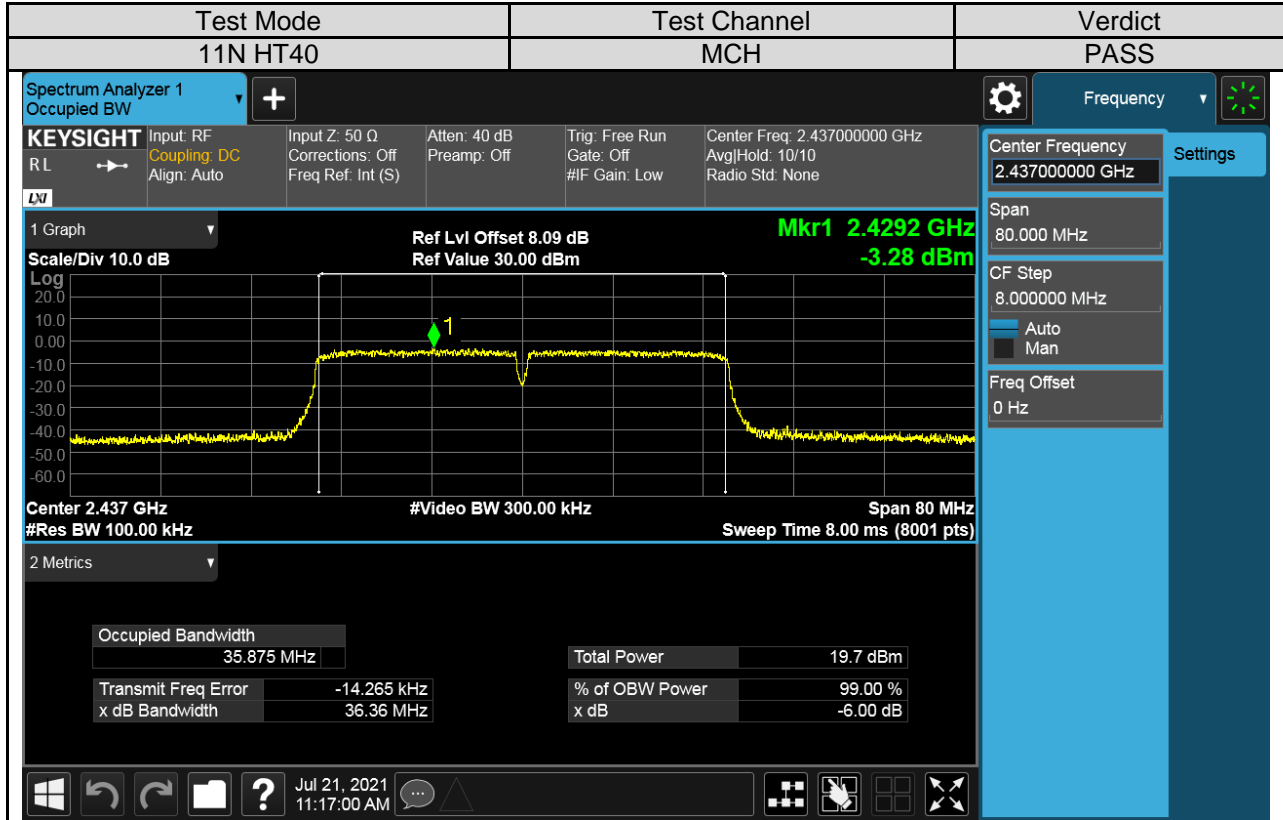 Test Mode Test Channel Verdict
11N HT40 MCH PASS
Spectrum Analyzer 1
Occupied BW
Frequency
KEYSIGHT Input: RF Input Z: 50 Ω Atten: 40 dB Trig: Free Run Center Freq: 2.437000000 GHz
RL Coupling: DC Corrections: Off Preamp: Off Gate: Off Avg|Hold: 10/10
Align: Auto Freq Ref: Int (S) #IF Gain: Low Radio Std: None
LXI
Center Frequency
2.437000000 GHz
Settings
Span
80.000 MHz
CF Step
8.000000 MHz
Auto
Man
Freq Offset
0 Hz
1 Graph
Ref Lvl Offset 8.09 dB
Mkr1 2.4292 GHz
Scale/Div 10.0 dB
Ref Value 30.00 dBm
-3.28 dBm
Log
20.0
10.0
1
0.00
-10.0
-20.0
-30.0
-40.0
-50.0
-60.0
Center 2.437 GHz #Video BW 300.00 kHz Span 80 MHz
#Res BW 100.00 kHz Sweep Time 8.00 ms (8001 pts)
2 Metrics
Occupied Bandwidth
35.875 MHz Total Power 19.7 dBm
Transmit Freq Error -14.265 kHz % of OBW Power 99.00 %
x dB Bandwidth 36.36 MHz x dB -6.00 dB
? Jul 21, 2021
11:17:00 AM